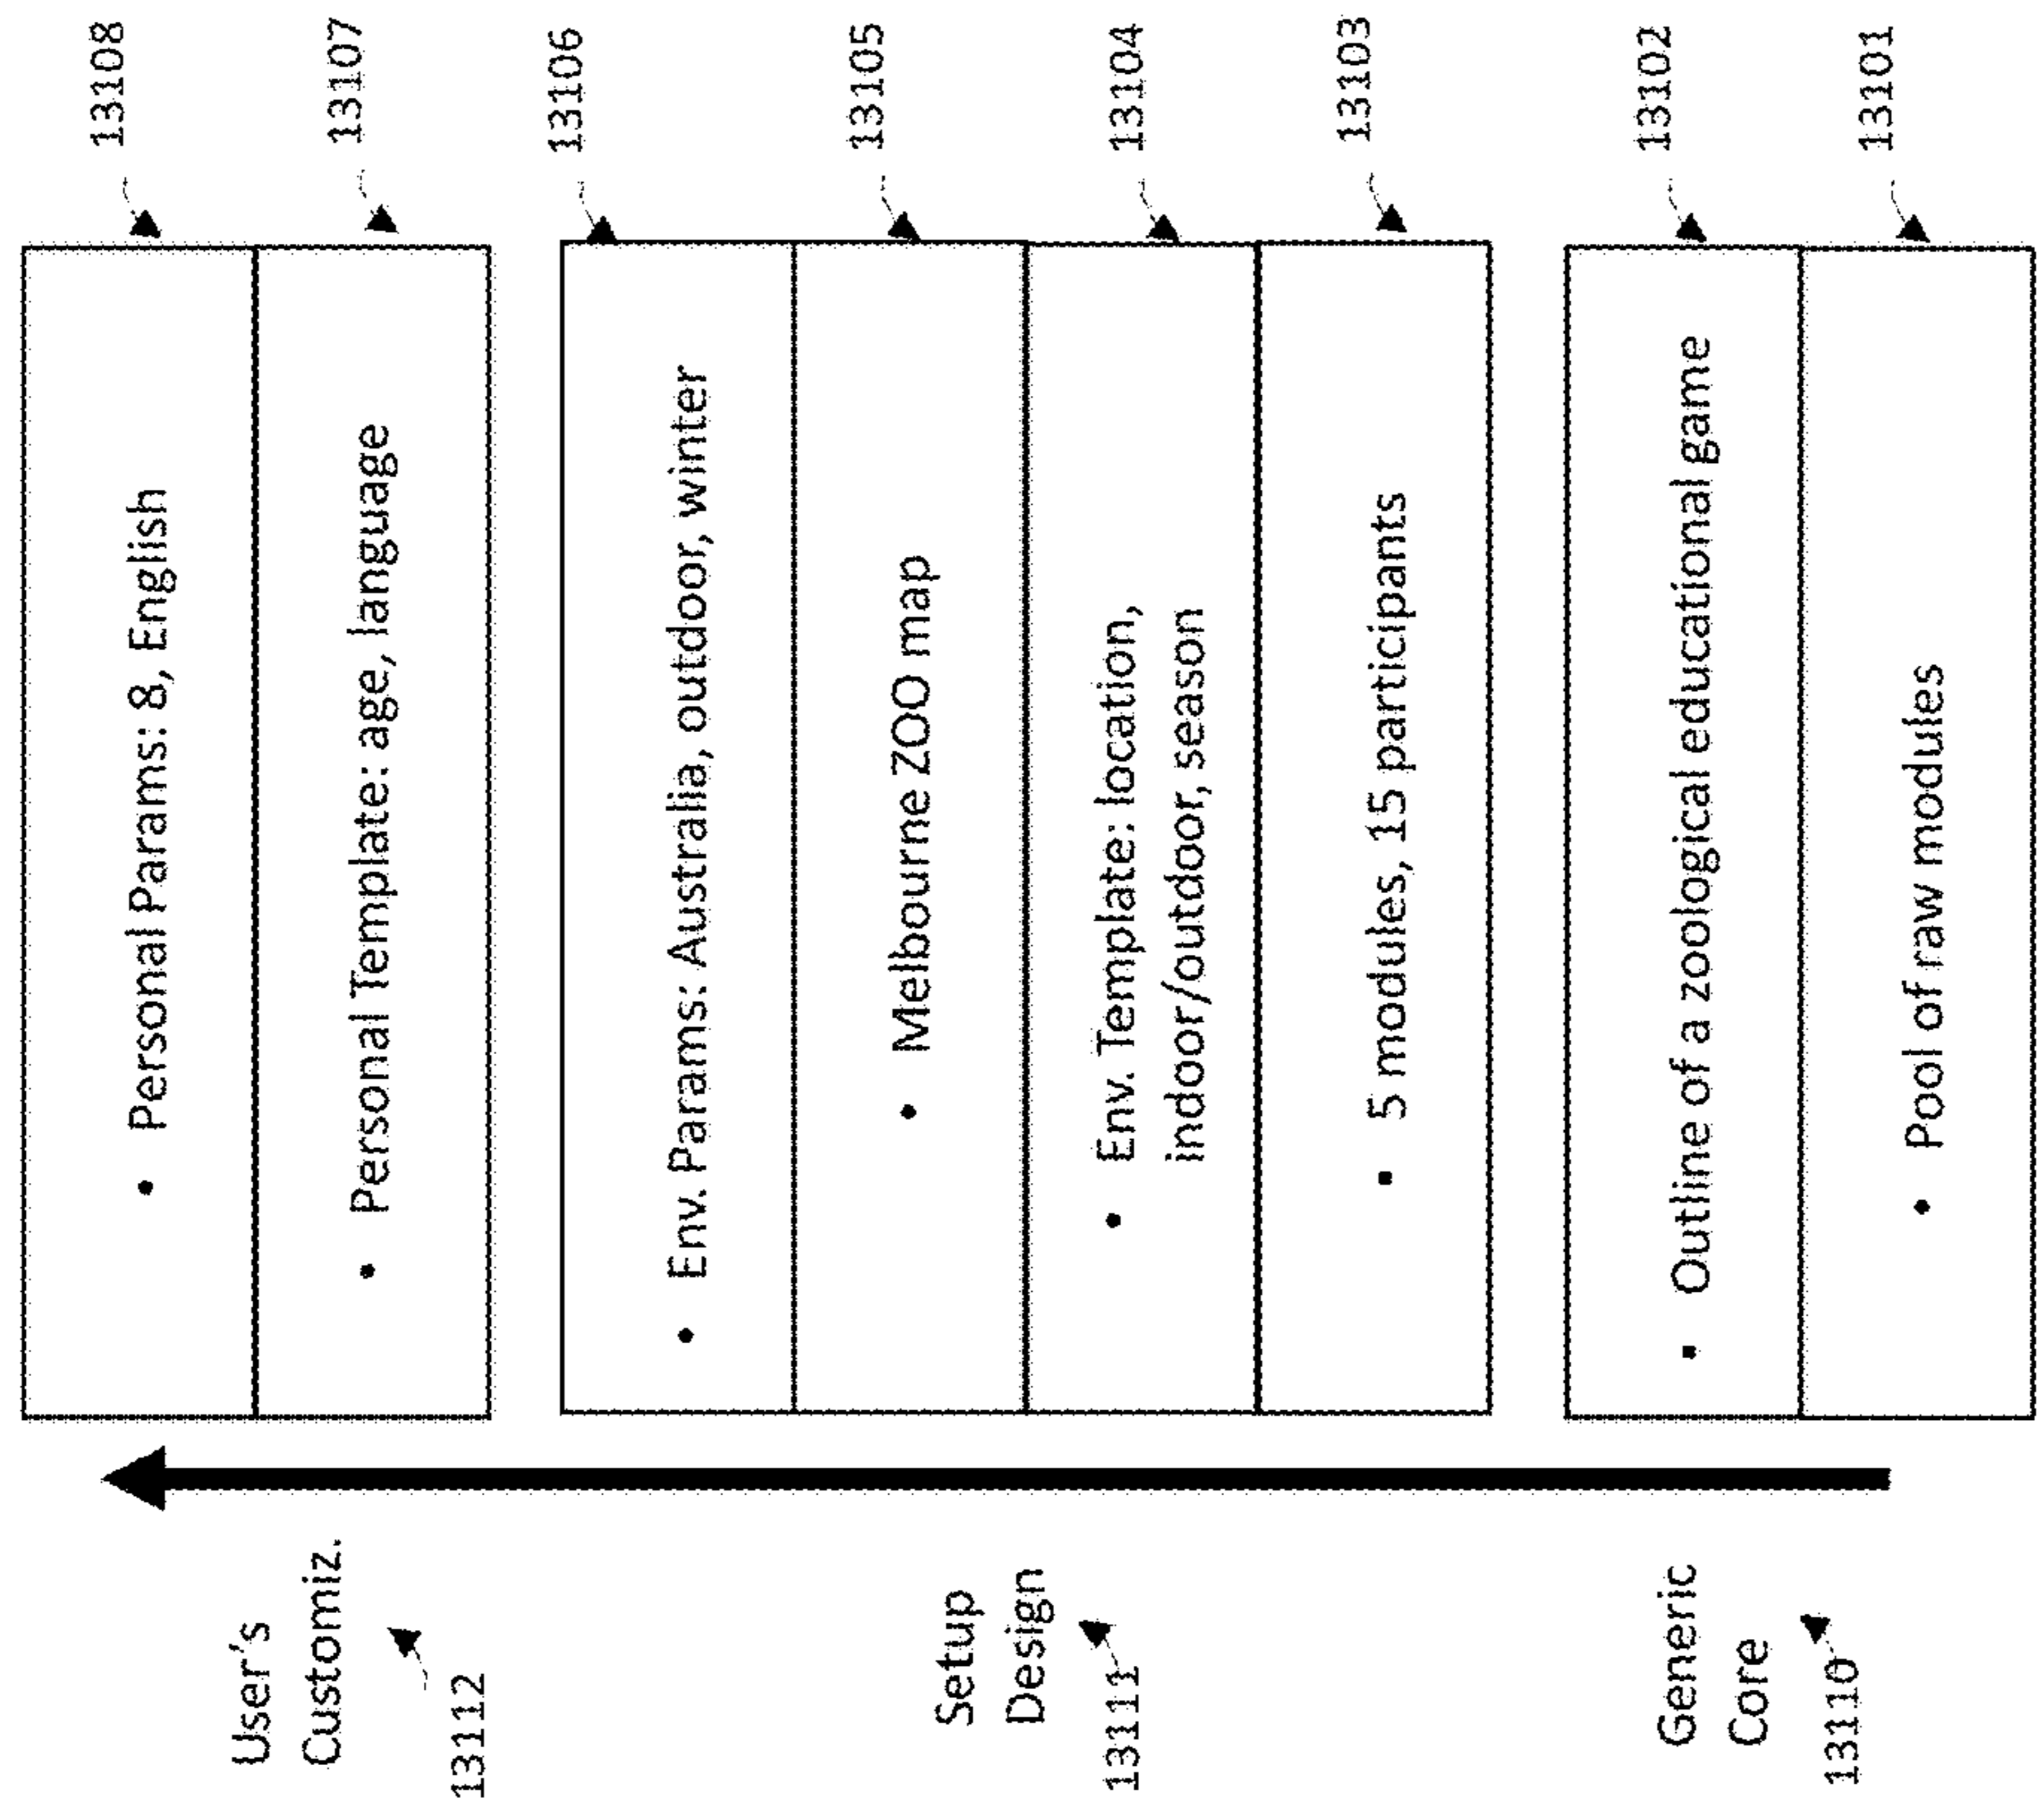 User's
Customiz.
13112
• Personal Params: 8, English
13108
• Personal Template: age, language
13107
Setup
Design
13111
• Env. Params: Australia, outdoor, winter
13106
• Melbourne ZOO map
13105
• Env. Template: location,
indoor/outdoor, season
13104
▪ 5 modules, 15 participants
13103
Generic
Core
13110
▪ Outline of a zoological educational game
13102
• Pool of raw modules
13101